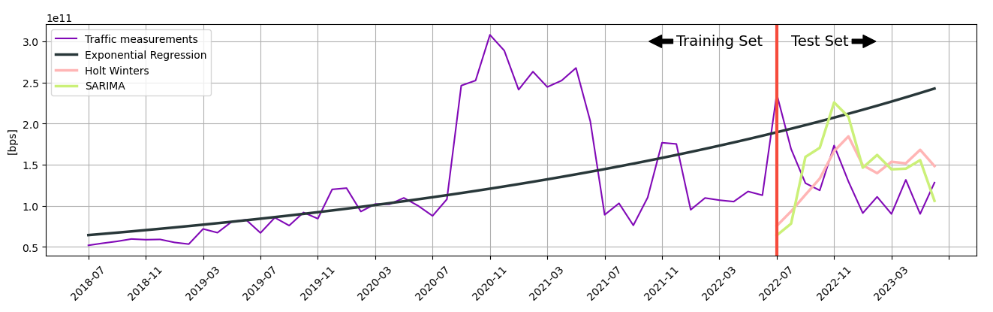 1e11
Traffic measurements
Exponential Regression
Holt Winters
SARIMA
Training Set
Test Set
3.0
2.5
2.0
1.5
1.0
0.5
[bps]
2018-07
2018-11
2019-03
2019-07
2019-11
2020-03
2020-07
2020-11
2021-03
2021-07
2021-11
2022-03
2022-07
2022-11
2023-03